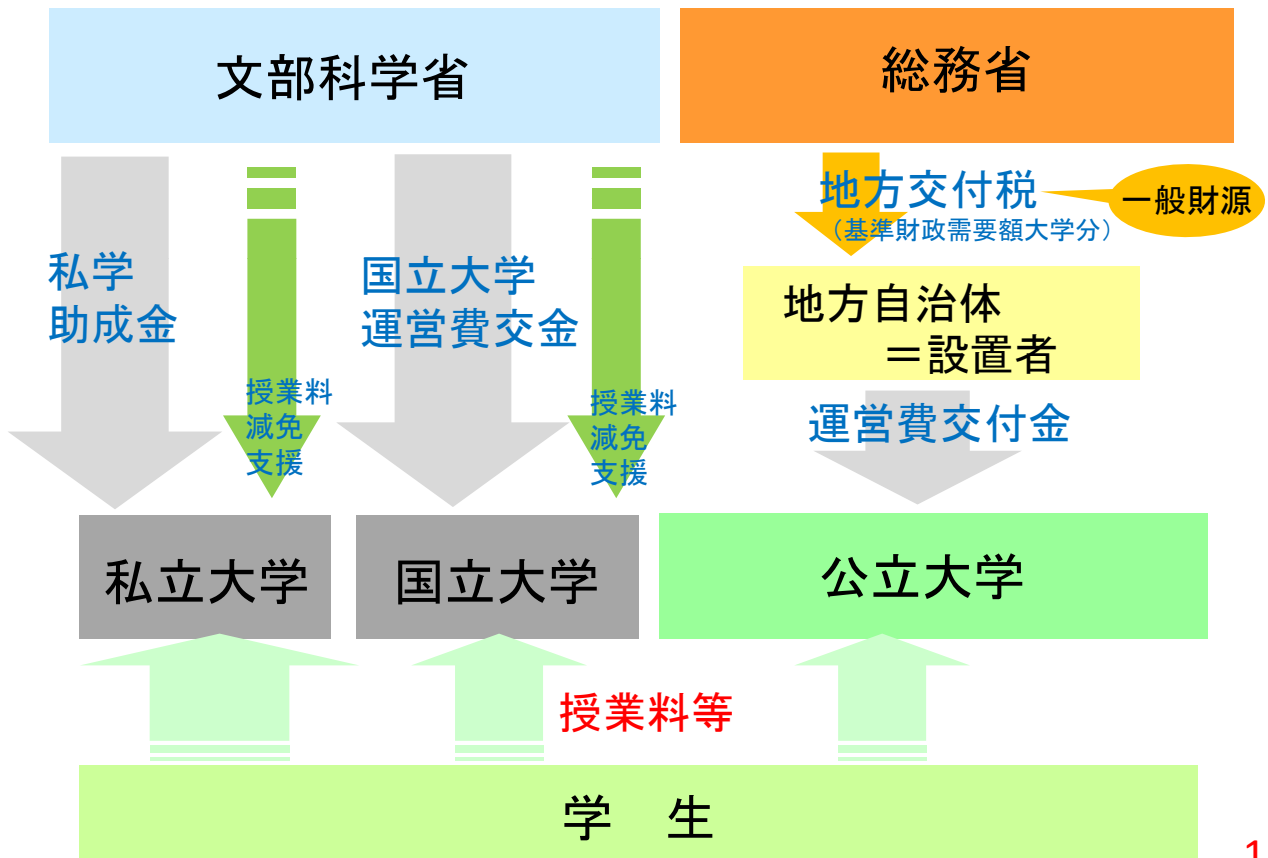 文部科学省
総務省
地方交付税
（基準財政需要額大学分）
一般財源
私学
助成金
授業料
減免
支援
国立大学
運営費交金
授業料
減免
支援
地方自治体
＝設置者
運営費交付金
私立大学
国立大学
公立大学
授業料等
学　生
1